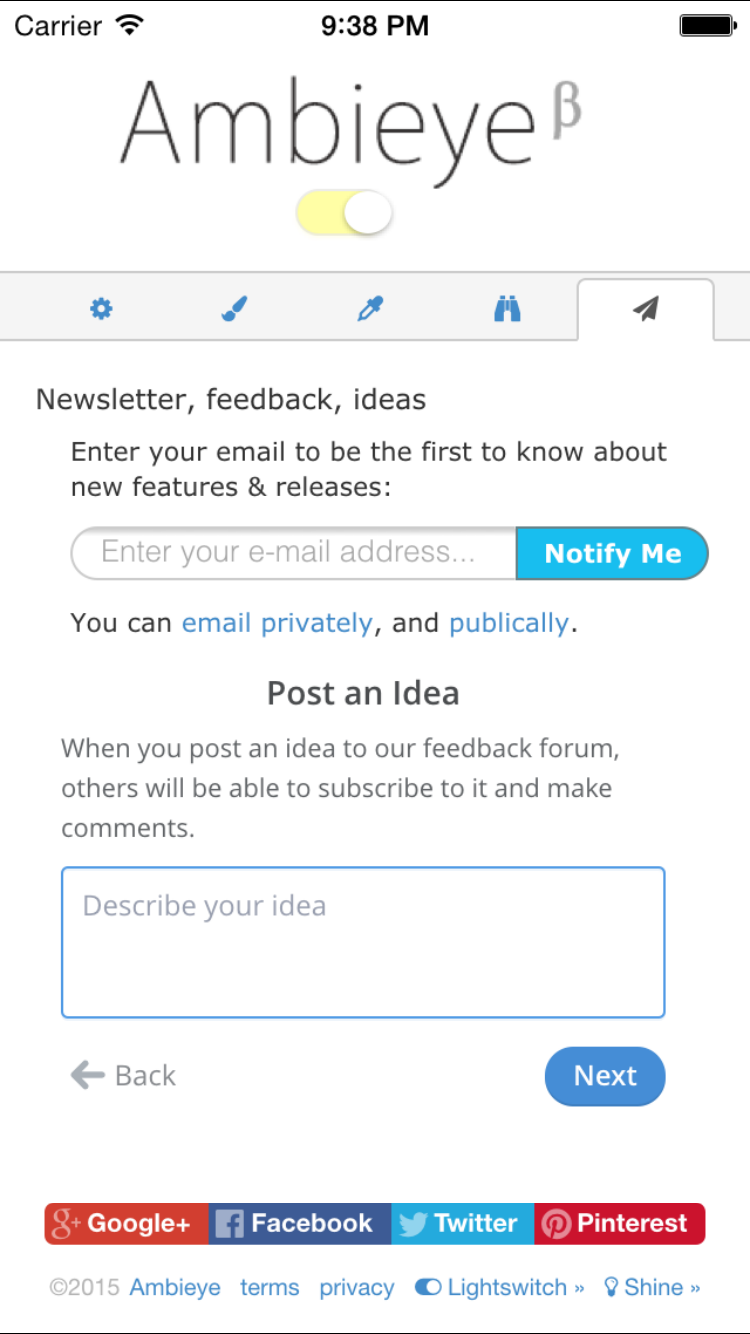 Carrier 9:38 PM
Ambieye β
Newsletter, feedback, ideas
Enter your email to be the first to know about
new features & releases:
Enter your e-mail address... Notify Me
You can email privately, and publically.
Post an Idea
When you post an idea to our feedback forum,
others will be able to subscribe to it and make
comments.
Describe your idea
Back Next
g+ Google+ Facebook Twitter Pinterest
©2015 Ambieye terms privacy Lightswitch » Shine »